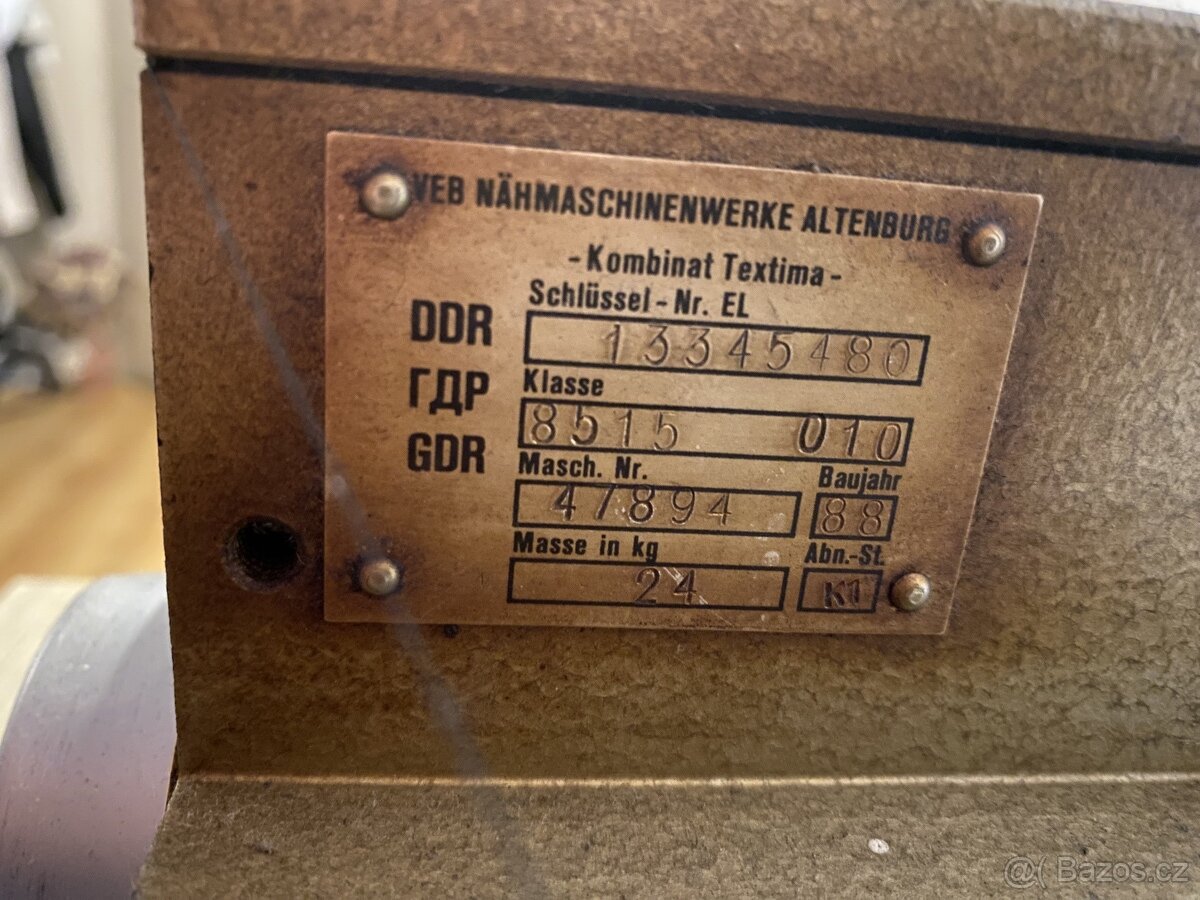 VEB NÄHMASCHINENWERKE ALTENBURG
-Kombinat Textima-
Schlüssel-Nr. EL
DDR
13345480
ГДР
Klasse
8515 010
GDR
Masch. Nr. Baujahr
47894 88
Masse in kg Abn.-St.
24 K1
Bazos.cz